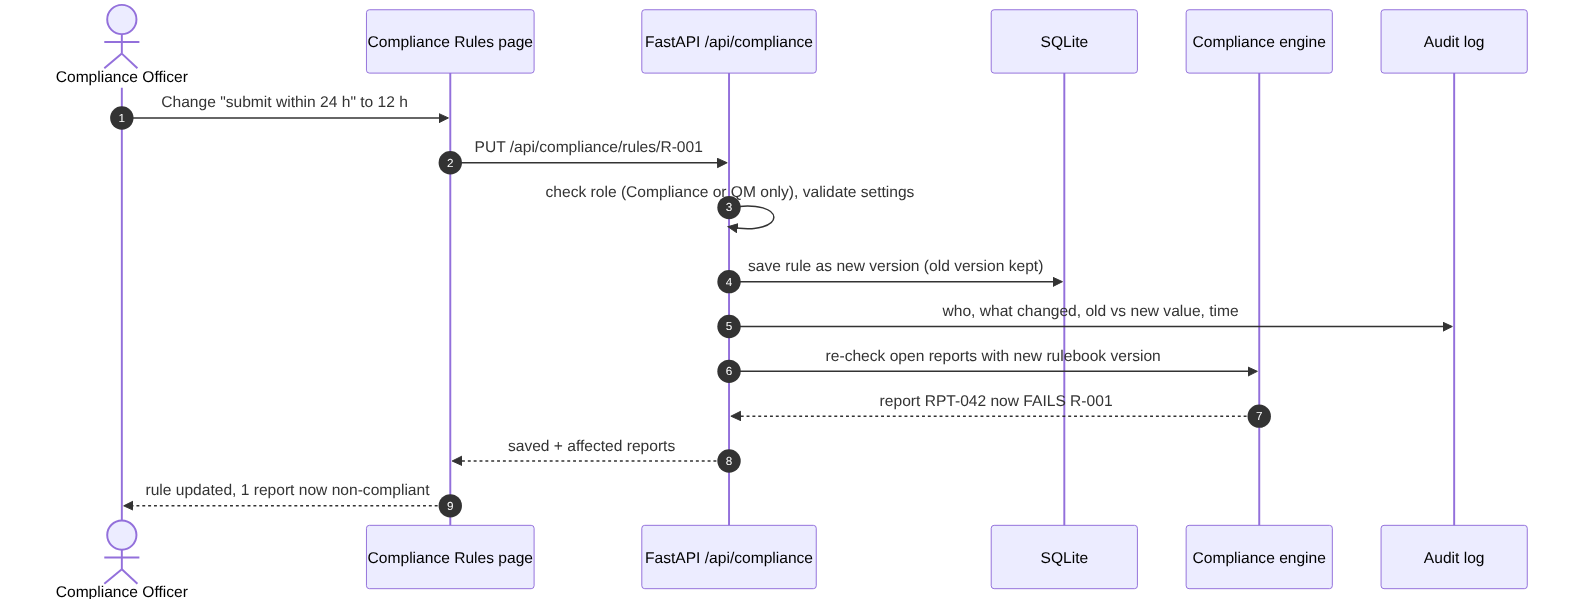 Compliance Officer
Compliance Rules page
FastAPI /api/compliance
SQLite
Compliance engine
Audit log
Change "submit within 24 h" to 12 h
1
PUT /api/compliance/rules/R-001
2
check role (Compliance or QM only), validate settings
3
save rule as new version (old version kept)
4
who, what changed, old vs new value, time
5
re-check open reports with new rulebook version
6
report RPT-042 now FAILS R-001
7
saved + affected reports
8
rule updated, 1 report now non-compliant
9
Compliance Officer
Compliance Rules page
FastAPI /api/compliance
SQLite
Compliance engine
Audit log